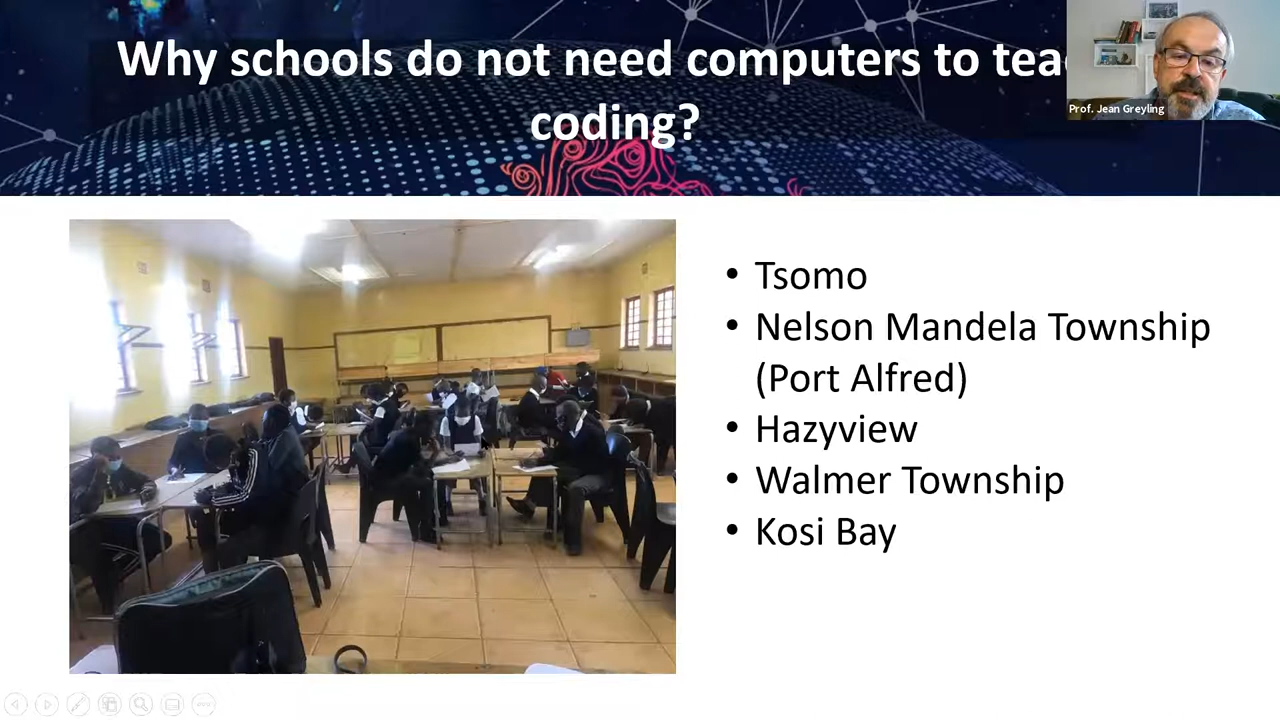 Why schools do not need computers to tea
coding?
Prof. Jean Greyling
• Tsomo
• Nelson Mandela Township
(Port Alfred)
• Hazyview
• Walmer Township
• Kosi Bay